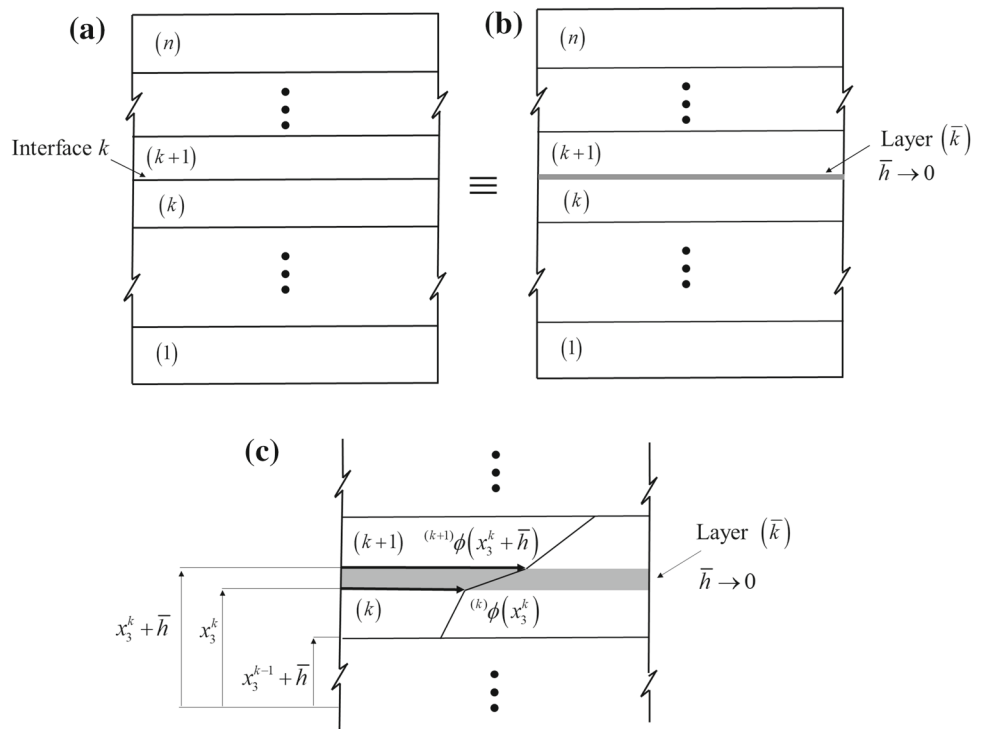 (a)
(n)
Interface k
(k+1)
(k)
(1)
≡
(b)
(n)
(k+1)
(k)
(1)
Layer (k̅)
h̅ → 0
(c)
(k+1) ⁽ᵏ⁺¹⁾ϕ(x₃ᵏ + h̅)
(k) ⁽ᵏ⁾ϕ(x₃ᵏ)
Layer (k̅)
h̅ → 0
x₃ᵏ + h̅
x₃ᵏ
x₃ᵏ⁻¹ + h̅